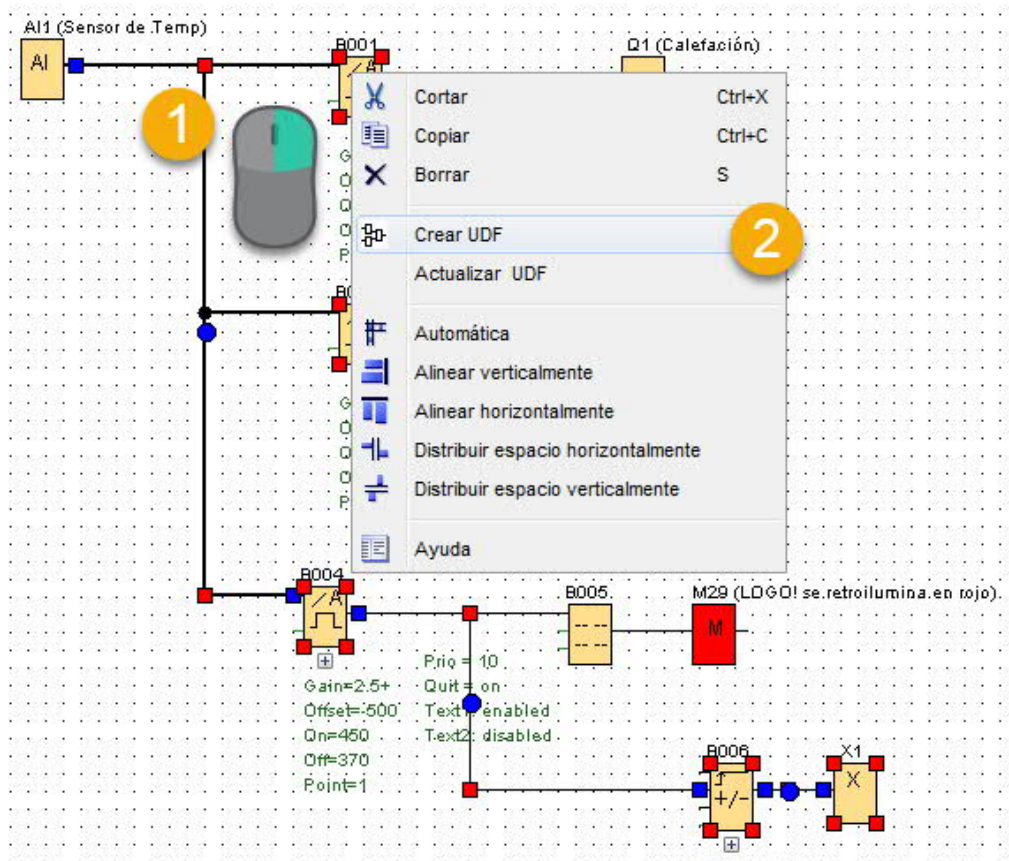 AI1 (Sensor de Temp)
B001
Q1 (Calefación)
AI
/A
1
Cortar Ctrl+X
Copiar Ctrl+C
Borrar S
Crear UDF
2
Actualizar UDF
Automática
Alinear verticalmente
Alinear horizontalmente
Distribuir espacio horizontalmente
Distribuir espacio verticalmente
Ayuda
B004
/A
B005
M29 (LOGO! se retroilumina en rojo)
M
Prio = 10
Gain=2.5+
Quit = on
Offset=-500
Text1: enabled
On=450
Text2: disabled
Off=370
Point=1
B006
X1
+/-
X